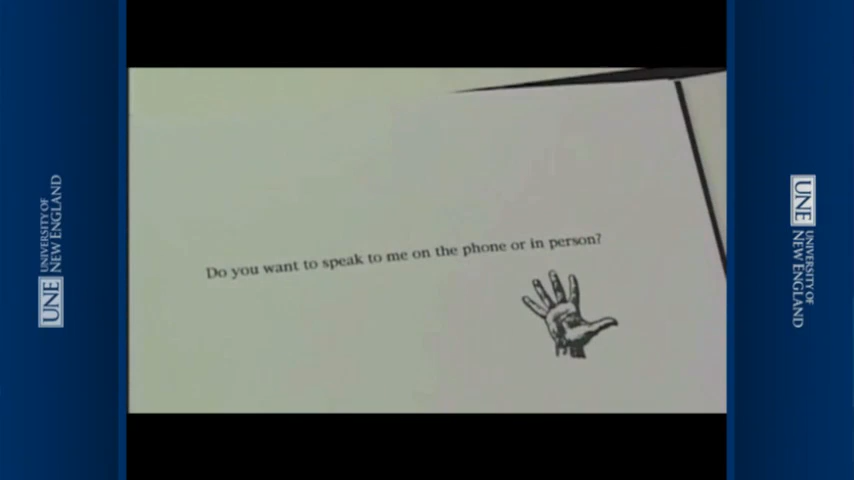 UNE
UNIVERSITY OF
NEW ENGLAND
Do you want to speak to me on the phone or in person?
UNE
UNIVERSITY OF
NEW ENGLAND